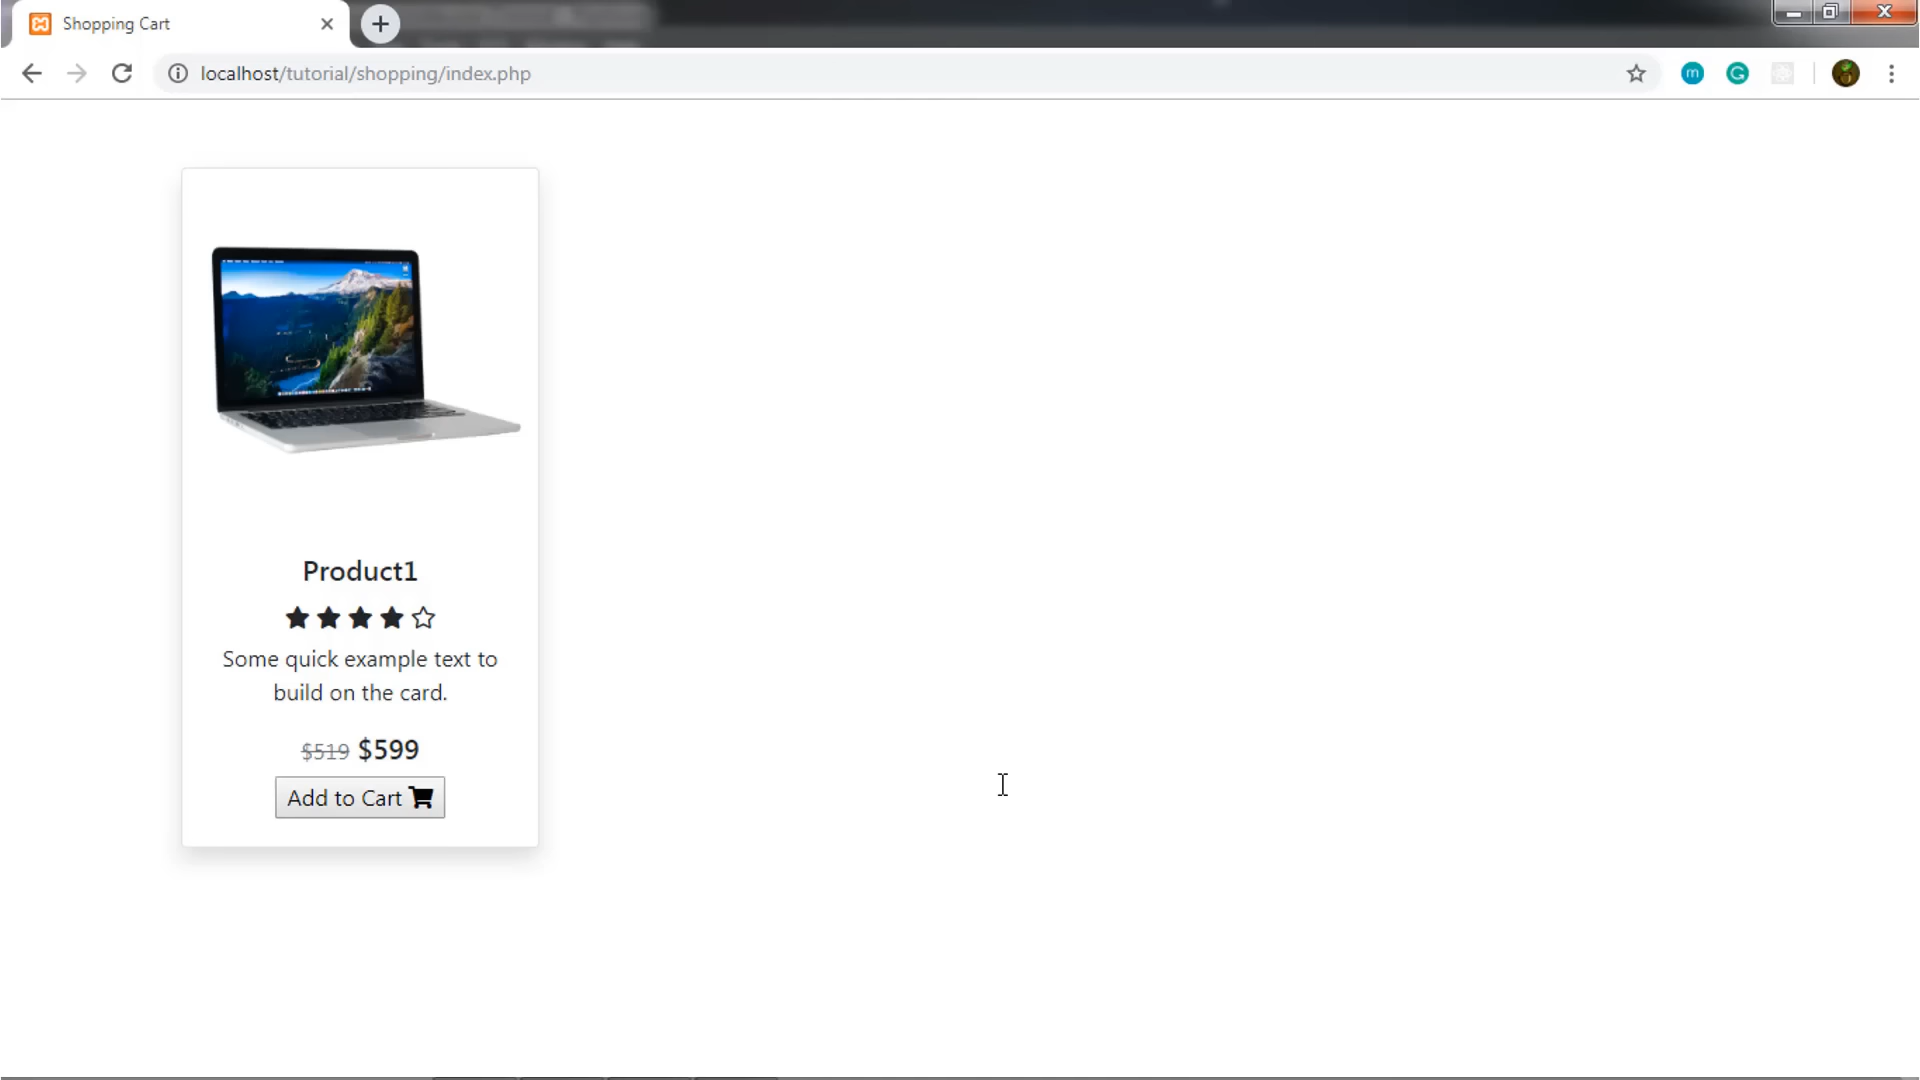 Shopping Cart
localhost/tutorial/shopping/index.php
m
G
Product1
Some quick example text to
build on the card.
$519 $599
Add to Cart